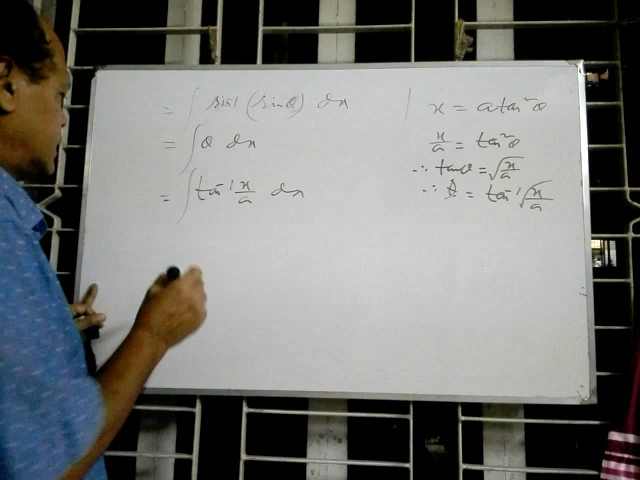 = ∫ sin⁻¹ (sinθ) dx
= ∫ θ dx
= ∫ tan⁻¹ x/a dx
x = a tan²θ
x/a = tan²θ
∴ tanθ = √x/a
∴ θ = tan⁻¹ √x/a